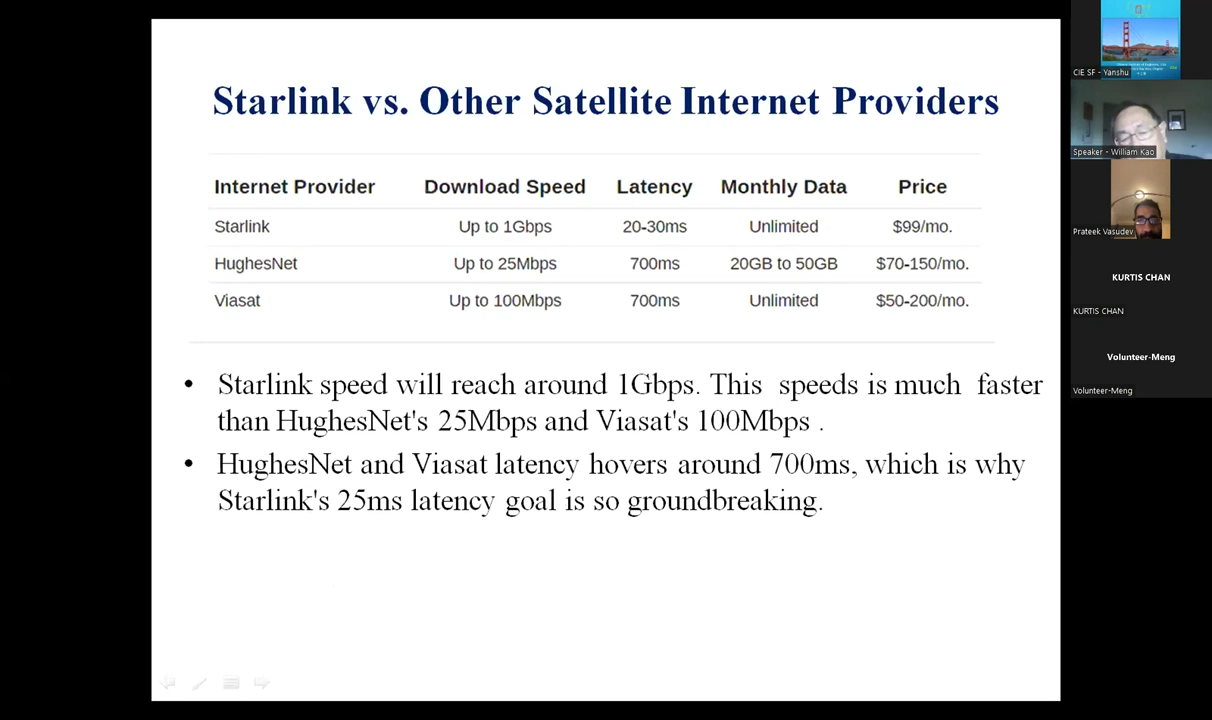 Starlink vs. Other Satellite Internet Providers
Internet Provider Download Speed Latency Monthly Data Price
Starlink Up to 1Gbps 20-30ms Unlimited $99/mo.
HughesNet Up to 25Mbps 700ms 20GB to 50GB $70-150/mo.
Viasat Up to 100Mbps 700ms Unlimited $50-200/mo.
• Starlink speed will reach around 1Gbps. This speeds is much faster
than HughesNet's 25Mbps and Viasat's 100Mbps .
• HughesNet and Viasat latency hovers around 700ms, which is why
Starlink's 25ms latency goal is so groundbreaking.
CIE SF - Yanshu
Speaker - William Kao
Prateek Vasudev
KURTIS CHAN
KURTIS CHAN
Volunteer-Meng
Volunteer-Meng